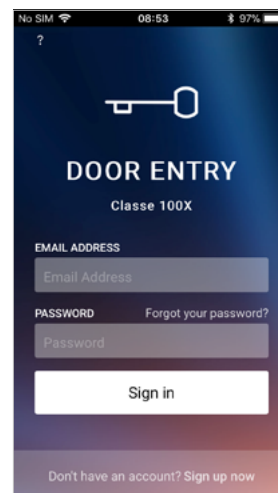 No SIM 08:53 97%
?
DOOR ENTRY
Classe 100X
EMAIL ADDRESS
Email Address
PASSWORD Forgot your password?
Password
Sign in
Don't have an account? Sign up now